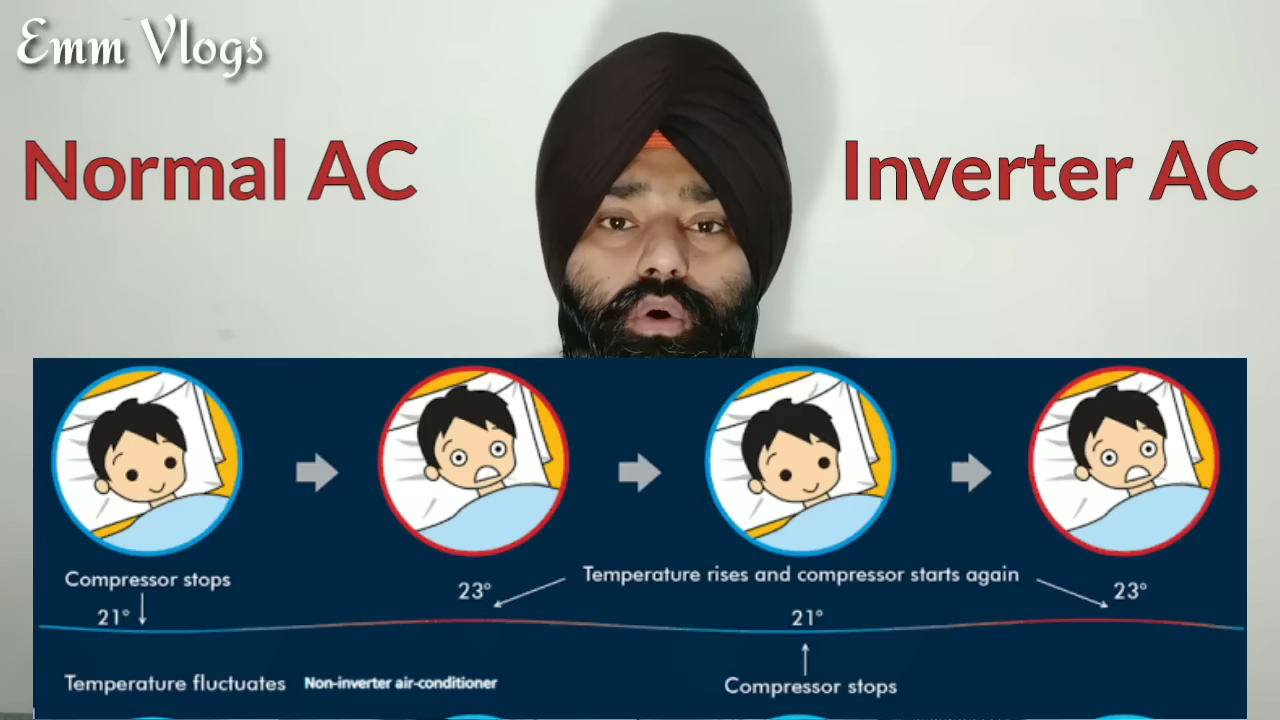 Emm Vlogs
Normal AC
Inverter AC
Compressor stops
21°
23°
Temperature rises and compressor starts again
21°
23°
Temperature fluctuates
Non-inverter air-conditioner
Compressor stops